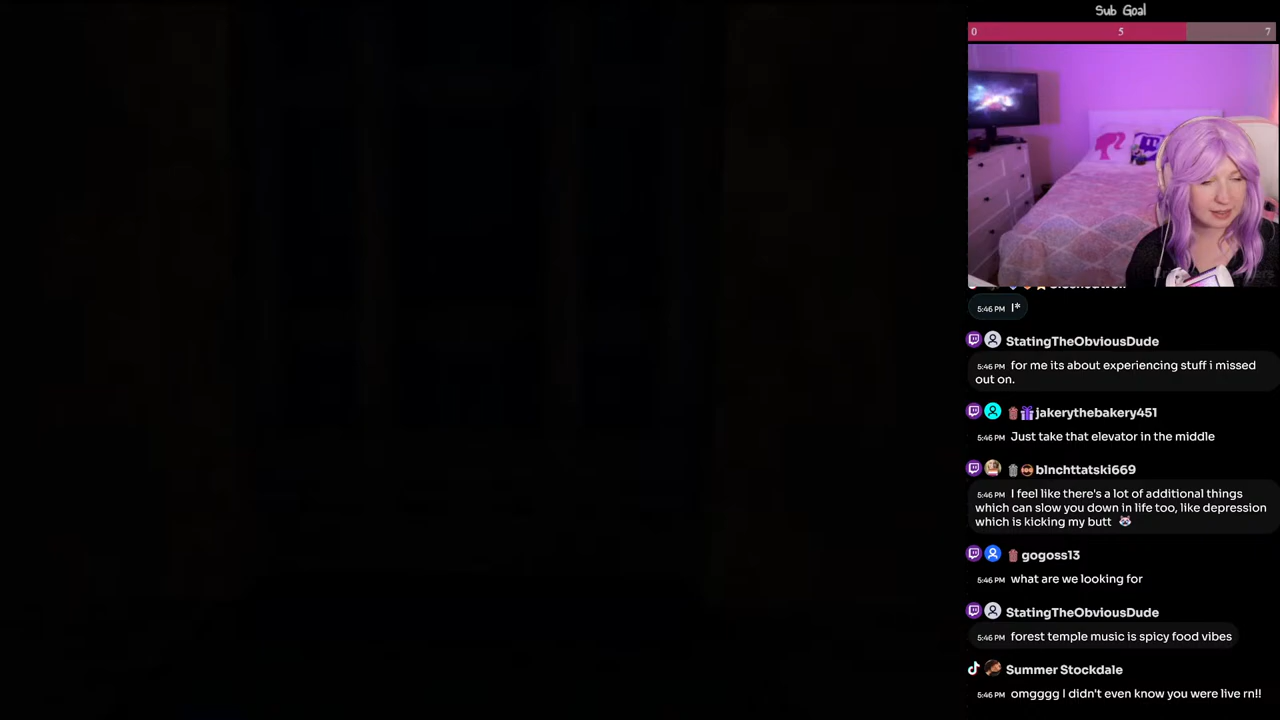 Sub Goal
0 5 7
5:46 PM I*
StatingTheObviousDude
5:46 PM for me its about experiencing stuff i missed
out on.
jakerythebakery451
5:46 PM Just take that elevator in the middle
blnchttatski669
5:46 PM I feel like there's a lot of additional things
which can slow you down in life too, like depression
which is kicking my butt
gogoss13
5:46 PM what are we looking for
StatingTheObviousDude
5:46 PM forest temple music is spicy food vibes
Summer Stockdale
5:46 PM omgggg I didn't even know you were live rn!!